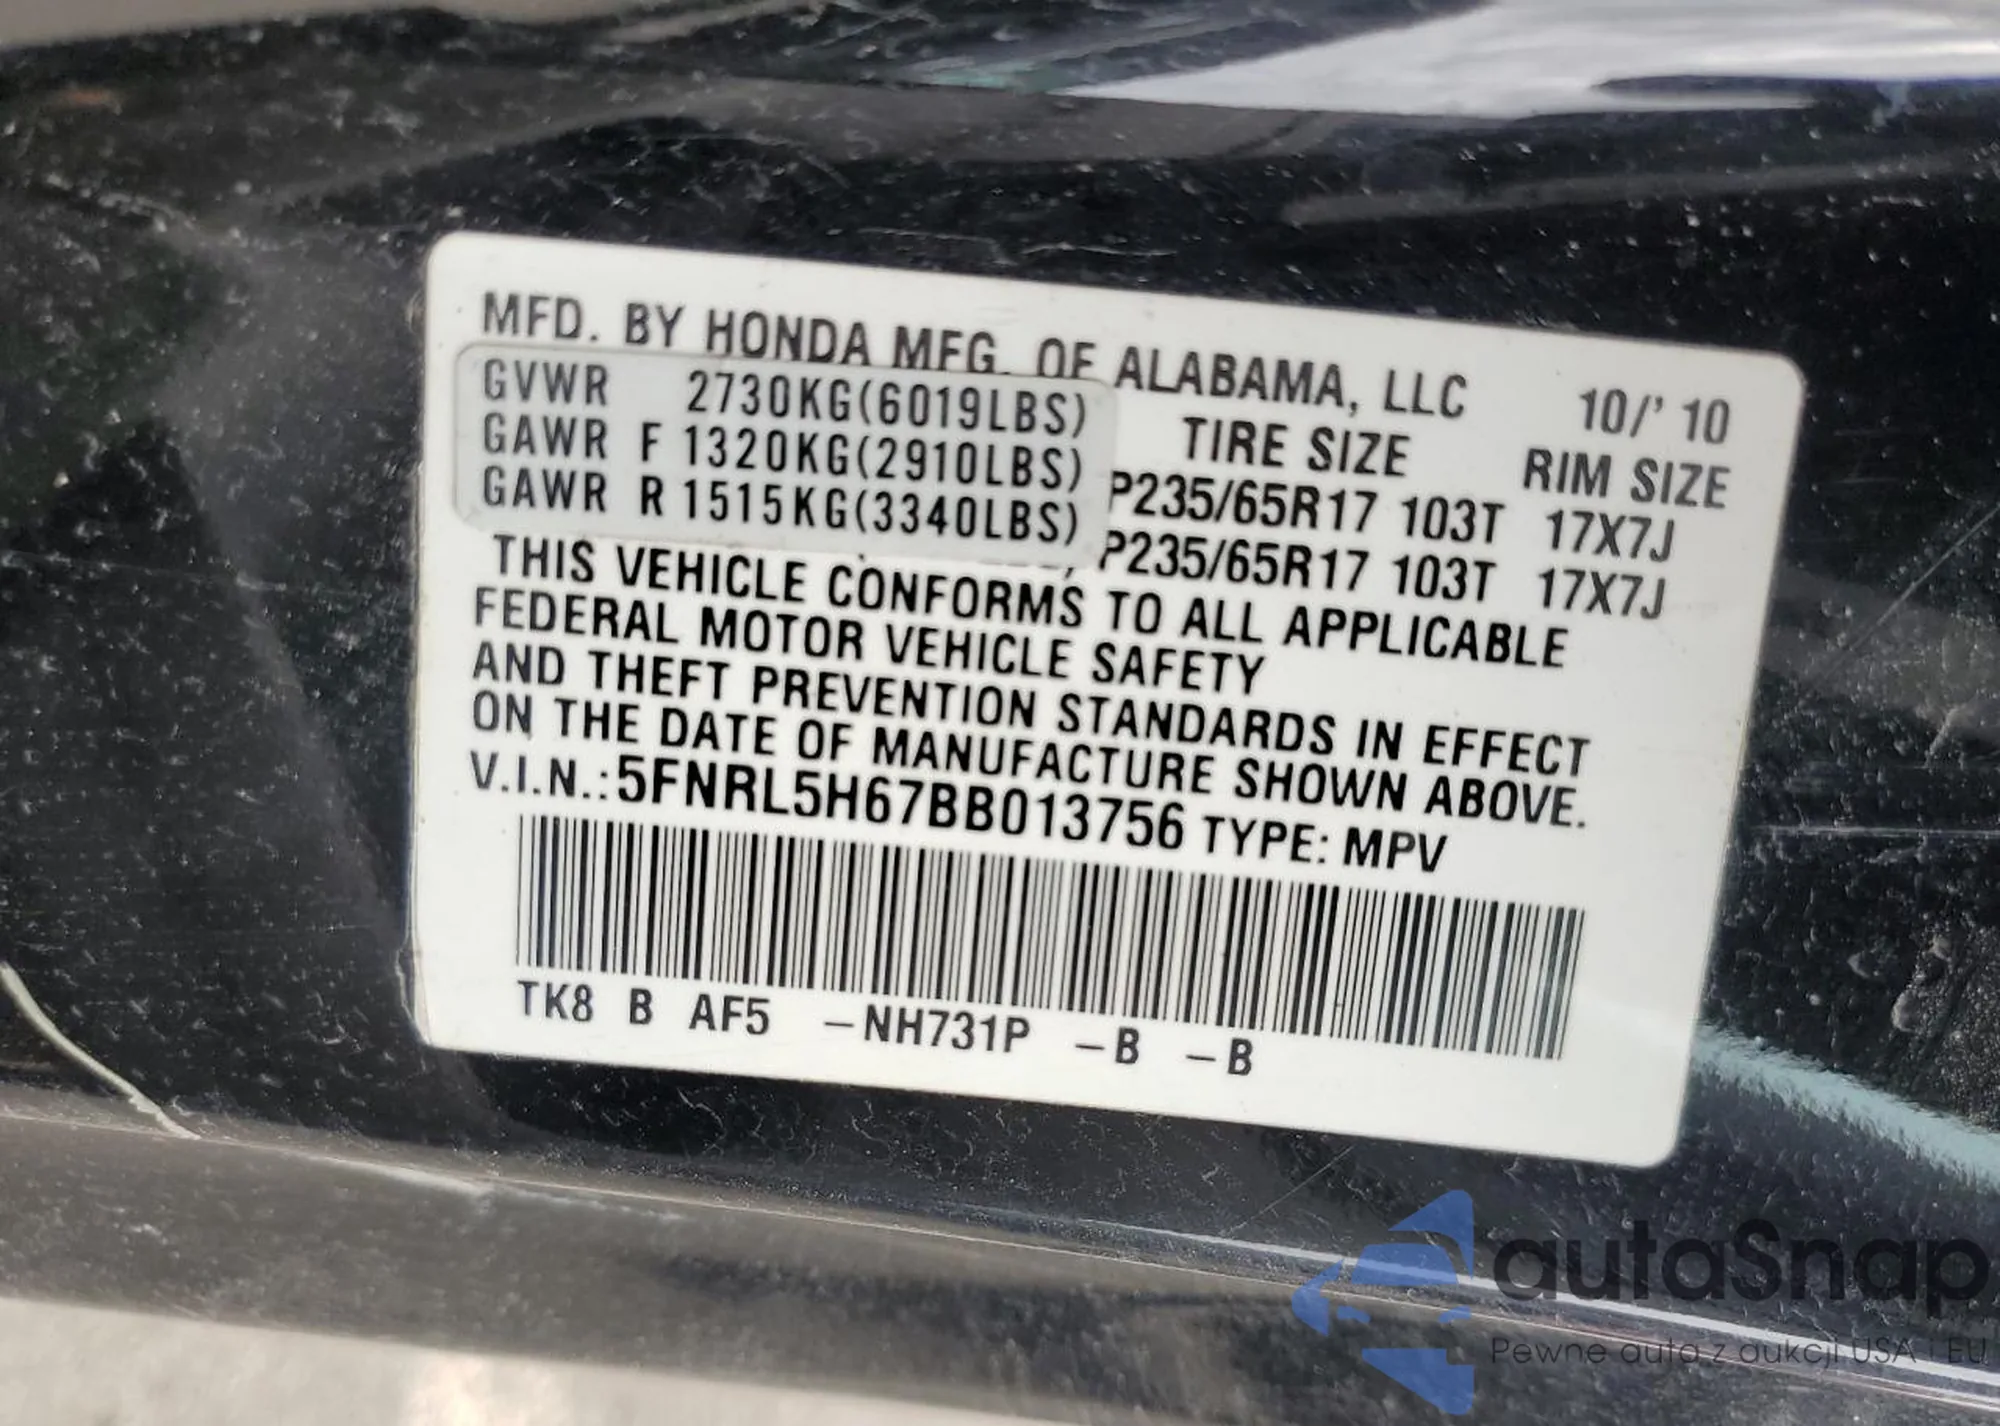 MFD. BY HONDA MFG. OF ALABAMA, LLC 10/' 10
GVWR 2730KG(6019LBS) TIRE SIZE RIM SIZE
GAWR F 1320KG(2910LBS) P235/65R17 103T 17X7J
GAWR R 1515KG(3340LBS) P235/65R17 103T 17X7J
THIS VEHICLE CONFORMS TO ALL APPLICABLE
FEDERAL MOTOR VEHICLE SAFETY
AND THEFT PREVENTION STANDARDS IN EFFECT
ON THE DATE OF MANUFACTURE SHOWN ABOVE.
V.I.N.:5FNRL5H67BB013756 TYPE: MPV
TK8 B AF5 -NH731P -B -B
autaSnap
Pewne auta z aukcji USA i EU